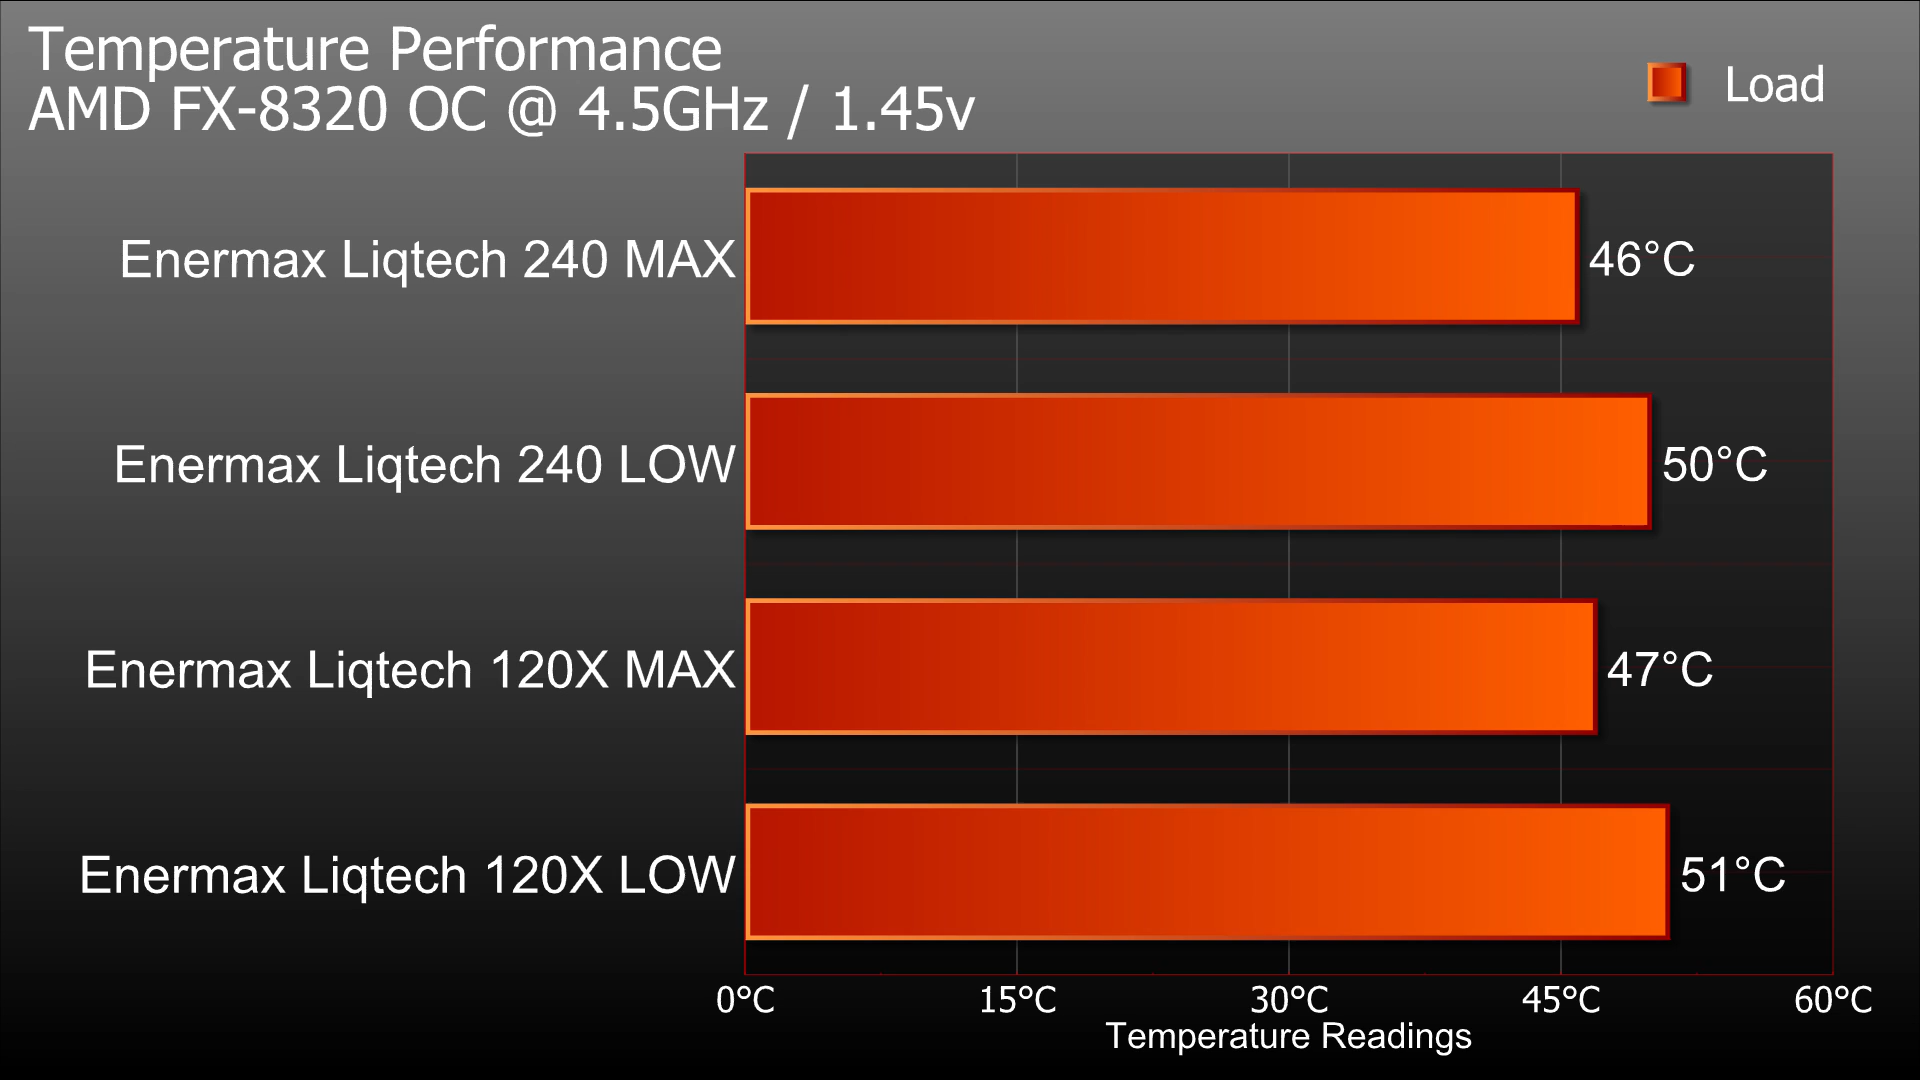 Temperature Performance
AMD FX-8320 OC @ 4.5GHz / 1.45v
Load
Enermax Liqtech 240 MAX
46°C
Enermax Liqtech 240 LOW
50°C
Enermax Liqtech 120X MAX
47°C
Enermax Liqtech 120X LOW
51°C
0°C 15°C 30°C 45°C 60°C
Temperature Readings